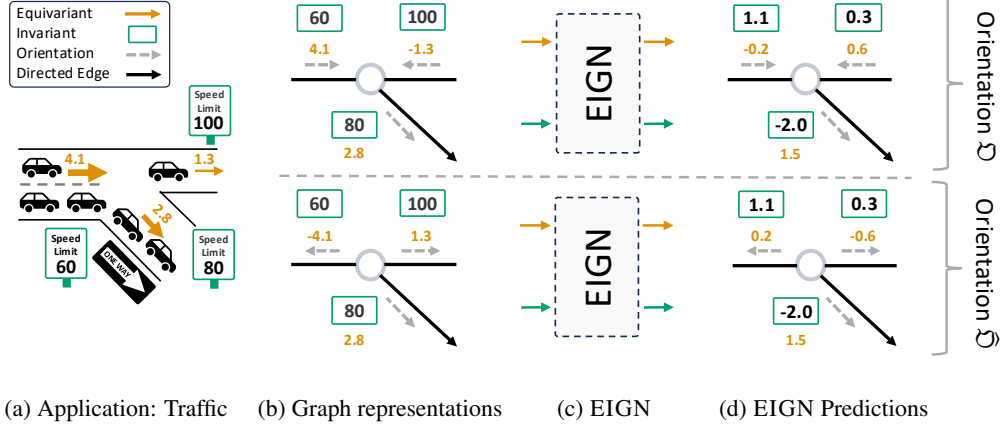 Equivariant
Invariant
Orientation
Directed Edge
Speed
Limit
100
4.1
1.3
2.8
Speed
Limit
60
ONE WAY
Speed
Limit
80
60
100
4.1
-1.3
80
2.8
EIGN
1.1
0.3
-0.2
0.6
-2.0
1.5
Orientation 𝔒
60
100
-4.1
1.3
80
2.8
EIGN
1.1
0.3
0.2
-0.6
-2.0
1.5
Orientation 𝔒̂
(a) Application: Traffic
(b) Graph representations
(c) EIGN
(d) EIGN Predictions